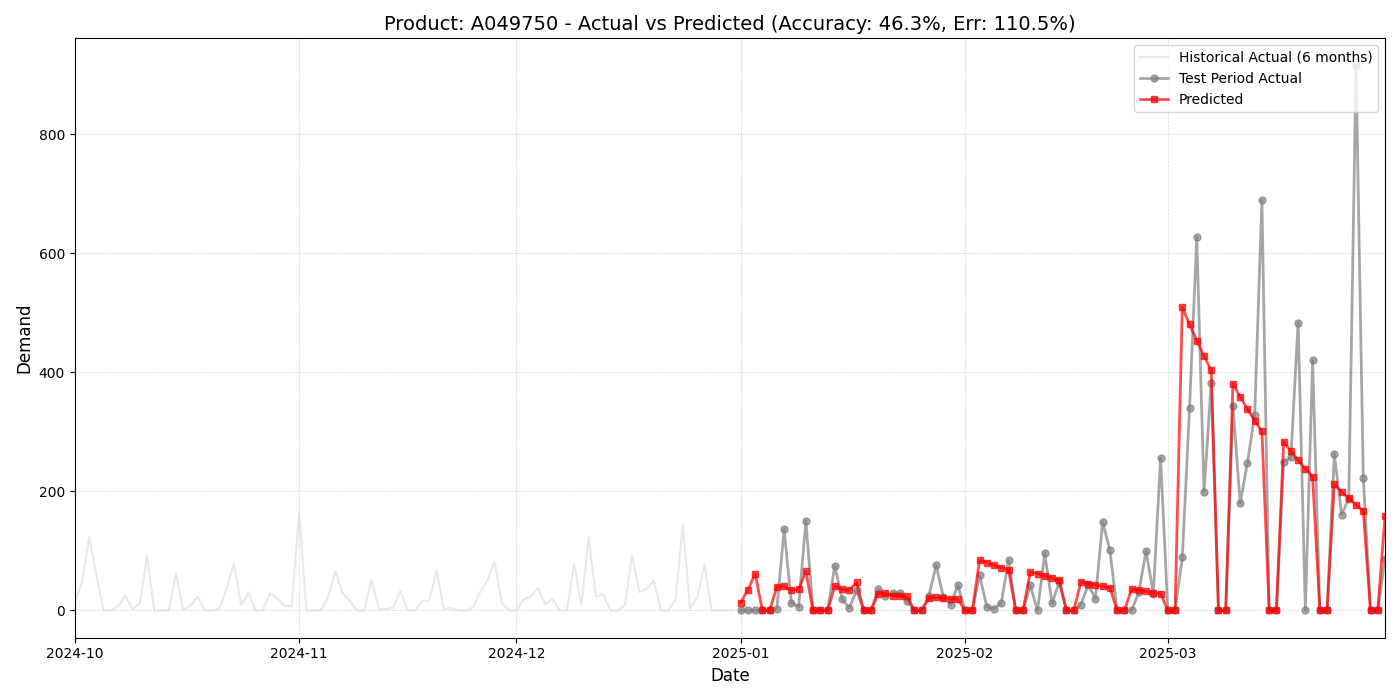 Product: A049750 - Actual vs Predicted (Accuracy: 46.3%, Err: 110.5%)
Historical Actual (6 months)
Test Period Actual
Predicted
Demand
800
600
400
200
0
2024-10
2024-11
2024-12
2025-01
2025-02
2025-03
Date